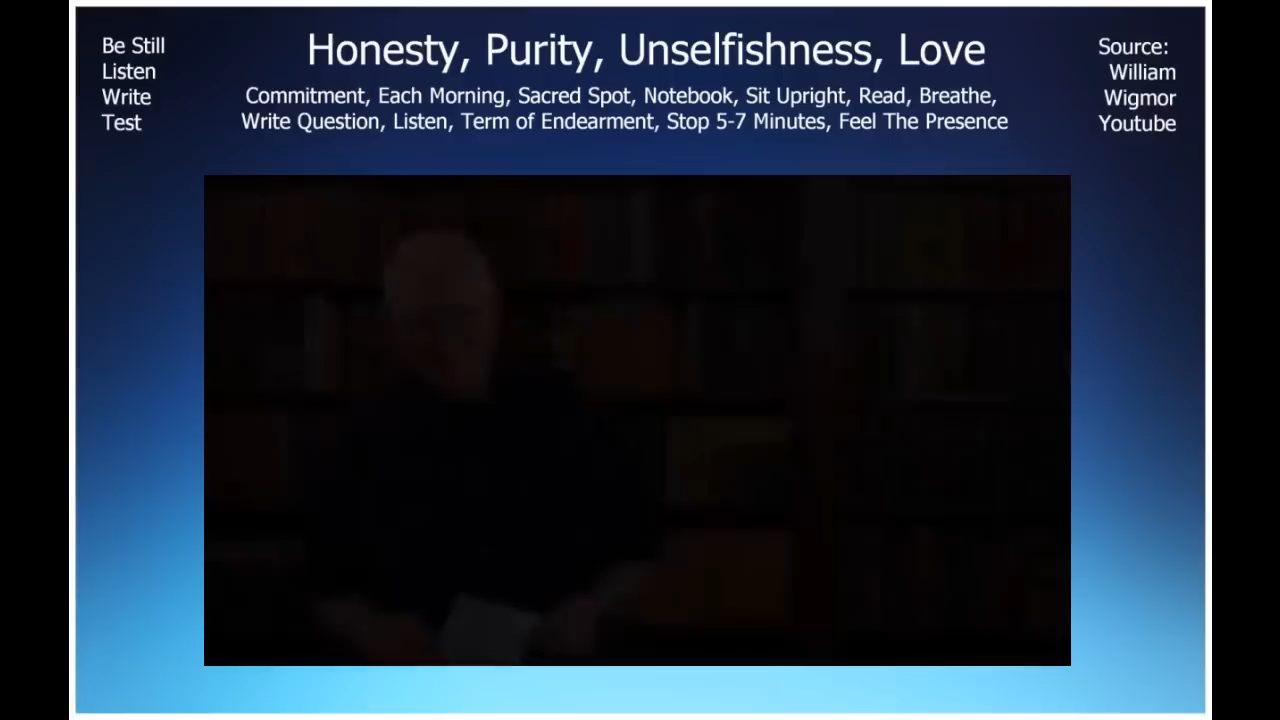 Be Still
Listen
Write
Test
Honesty, Purity, Unselfishness, Love
Commitment, Each Morning, Sacred Spot, Notebook, Sit Upright, Read, Breathe,
Write Question, Listen, Term of Endearment, Stop 5-7 Minutes, Feel The Presence
Source:
William
Wigmor
Youtube